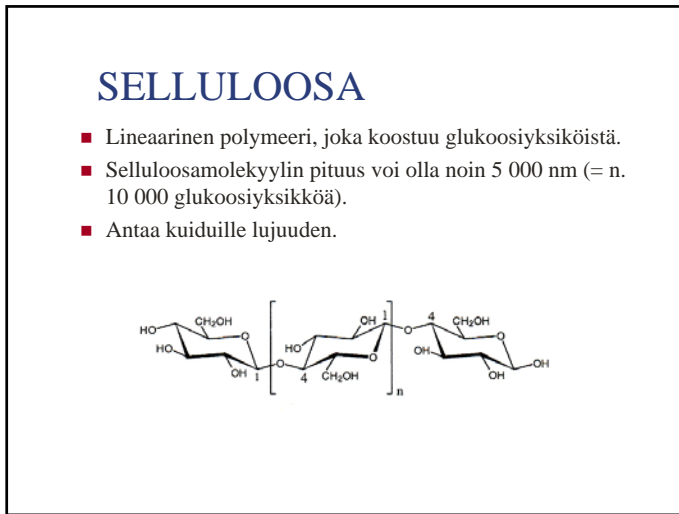 SELLULOOSA
■ Lineaarinen polymeeri, joka koostuu glukoosiyksiköistä.
■ Selluloosamolekyylin pituus voi olla noin 5 000 nm (= n.
10 000 glukoosiyksikköä).
■ Antaa kuiduille lujuuden.
CH₂OH OH 1 4 CH₂OH
HO O O O
HO HO O OH
OH 1 O 4 CH₂OH OH OH
n